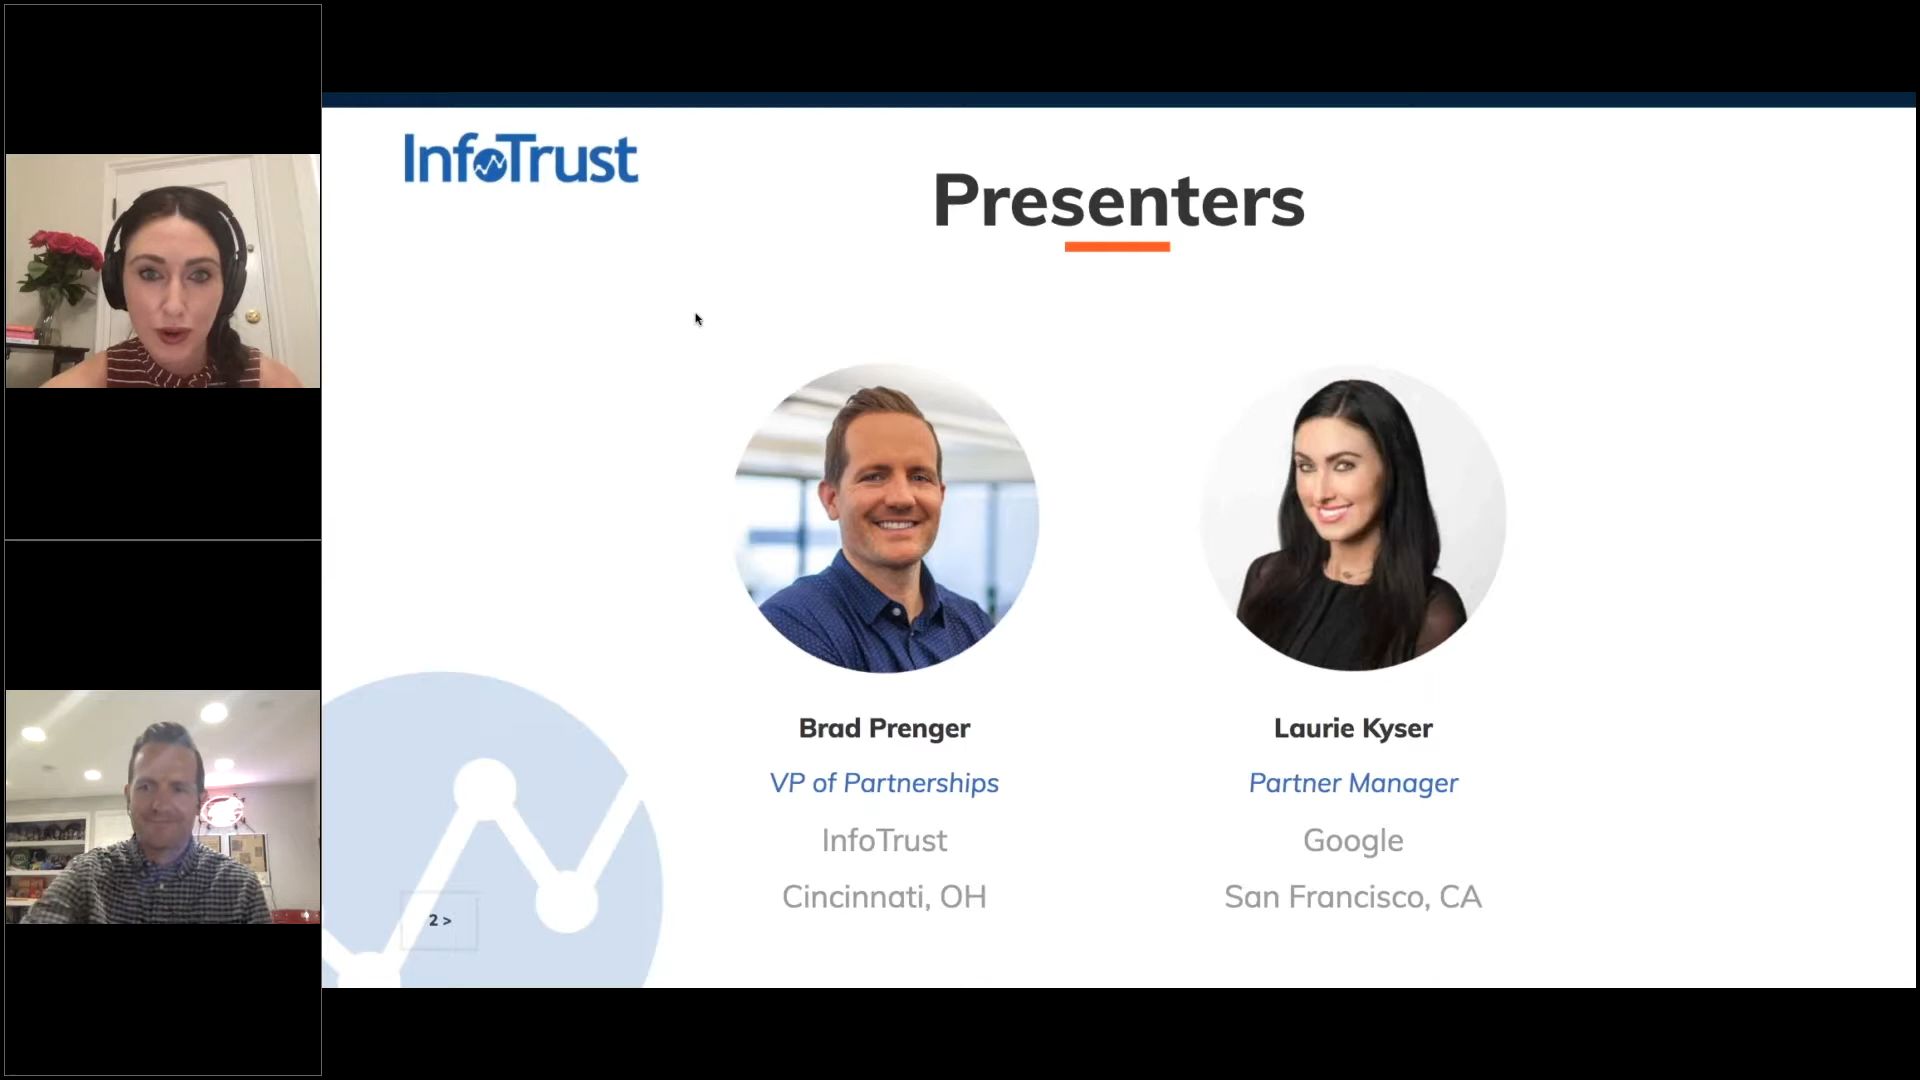 InfoTrust
Presenters
Brad Prenger
VP of Partnerships
InfoTrust
Cincinnati, OH
Laurie Kyser
Partner Manager
Google
San Francisco, CA
2 >